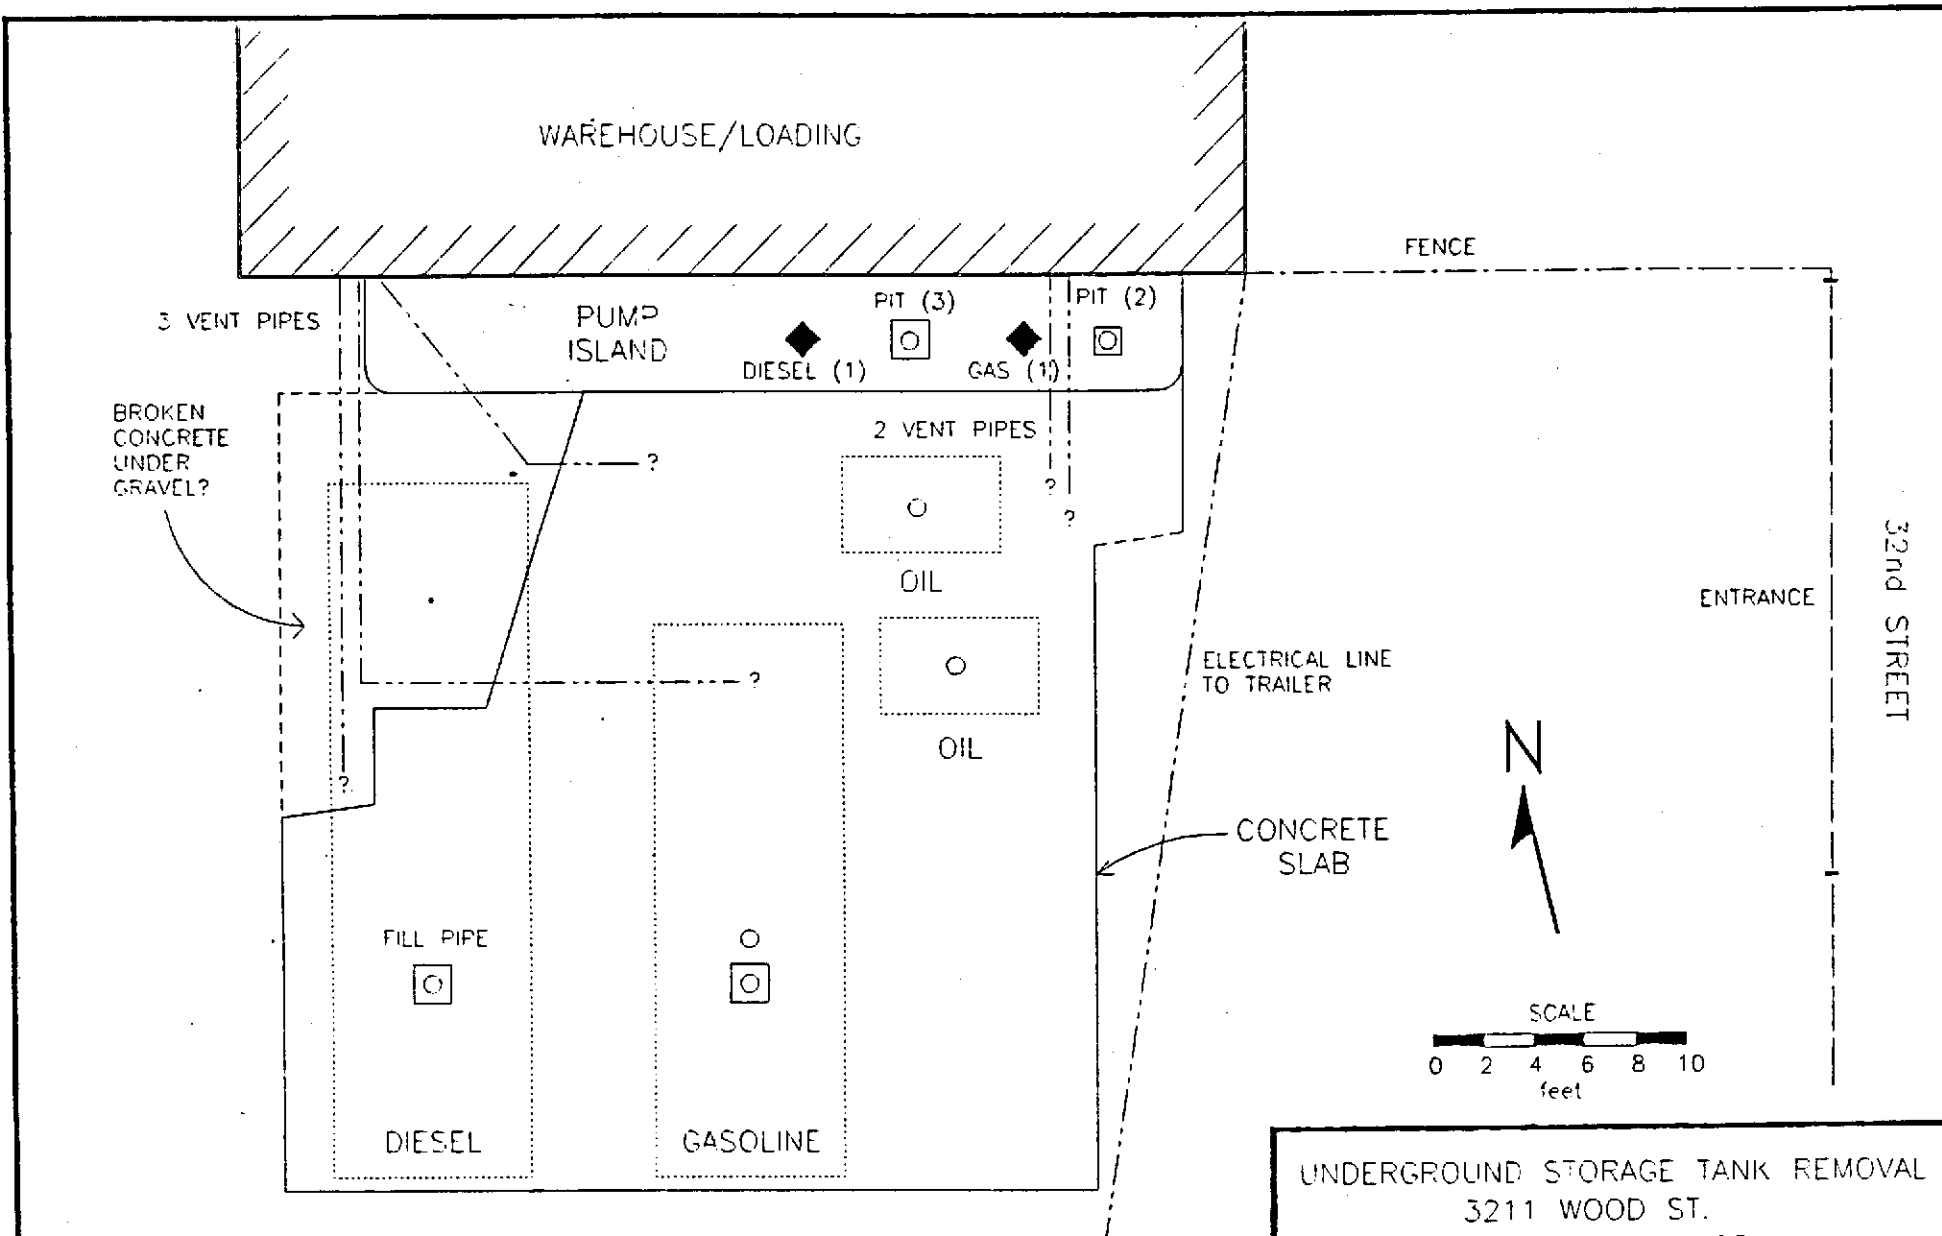 WAREHOUSE/LOADING
FENCE
3 VENT PIPES
PUMP
ISLAND
PIT (3)
PIT (2)
DIESEL (1)
GAS (1)
BROKEN
CONCRETE
UNDER
GRAVEL?
2 VENT PIPES
?
?
?
OIL
32nd STREET
ENTRANCE
ELECTRICAL LINE
TO TRAILER
?
OIL
N
?
CONCRETE
SLAB
FILL PIPE
SCALE
0 2 4 6 8 10
feet
DIESEL
GASOLINE
UNDERGROUND STORAGE TANK REMOVAL
3211 WOOD ST.